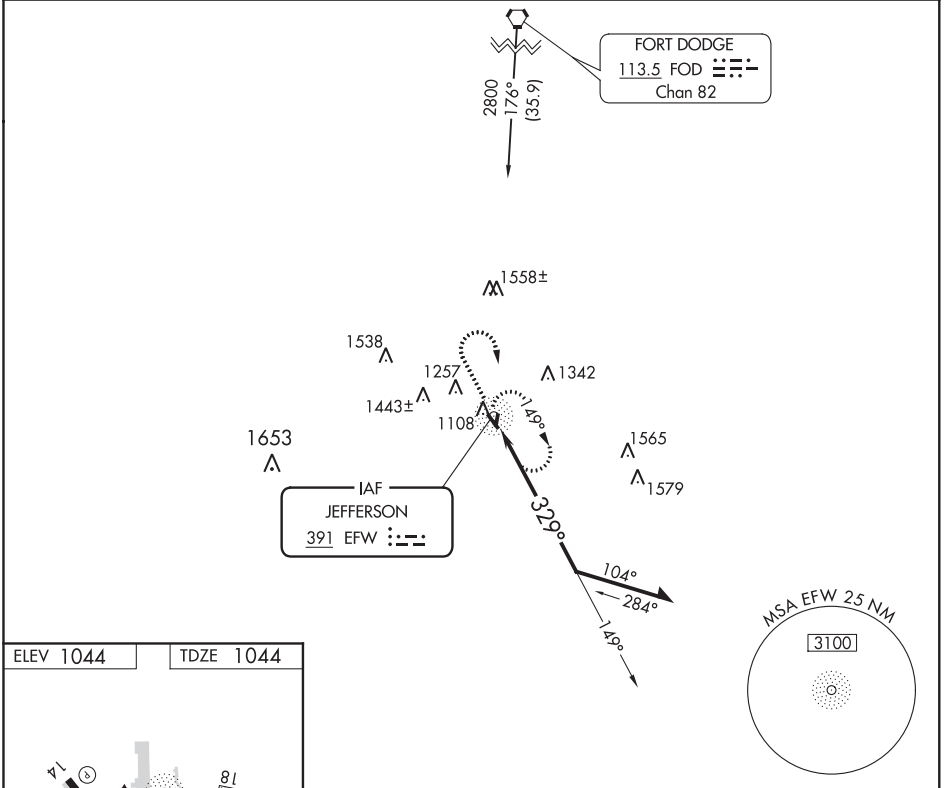 FORT DODGE
113.5 FOD
Chan 82
2800
176°
(35.9)
1558±
1538
1257
1342
1443±
1108
149°
1653
1565
1579
IAF
JEFFERSON
391 EFW
329°
104°
284°
149°
MSA EFW 25 NM
3100
ELEV 1044
TDZE 1044
14
P
18